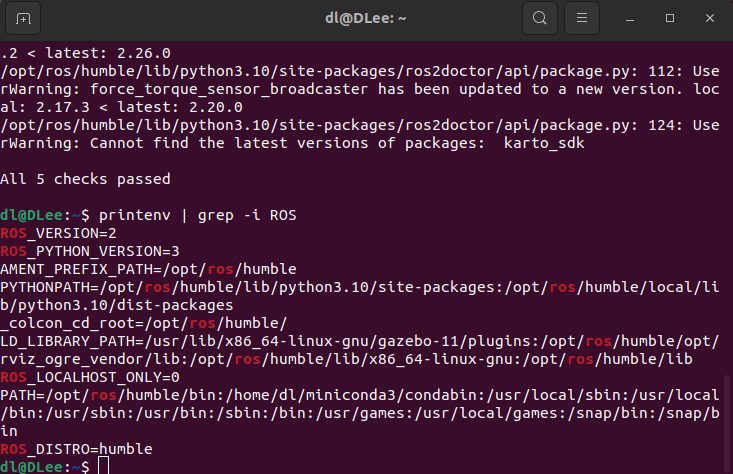 dl@DLee: ~
.2 < latest: 2.26.0
/opt/ros/humble/lib/python3.10/site-packages/ros2doctor/api/package.py: 112: Use
rWarning: force_torque_sensor_broadcaster has been updated to a new version. loc
al: 2.17.3 < latest: 2.20.0
/opt/ros/humble/lib/python3.10/site-packages/ros2doctor/api/package.py: 124: Use
rWarning: Cannot find the latest versions of packages:  karto_sdk
All 5 checks passed
dl@DLee:~$ printenv | grep -i ROS
ROS_VERSION=2
ROS_PYTHON_VERSION=3
AMENT_PREFIX_PATH=/opt/ros/humble
PYTHONPATH=/opt/ros/humble/lib/python3.10/site-packages:/opt/ros/humble/local/li
b/python3.10/dist-packages
_colcon_cd_root=/opt/ros/humble/
LD_LIBRARY_PATH=/usr/lib/x86_64-linux-gnu/gazebo-11/plugins:/opt/ros/humble/opt/
rviz_ogre_vendor/lib:/opt/ros/humble/lib/x86_64-linux-gnu:/opt/ros/humble/lib
ROS_LOCALHOST_ONLY=0
PATH=/opt/ros/humble/bin:/home/dl/miniconda3/condabin:/usr/local/sbin:/usr/local
/bin:/usr/sbin:/usr/bin:/sbin:/bin:/usr/games:/usr/local/games:/snap/bin:/snap/b
in
ROS_DISTRO=humble
dl@DLee:~$